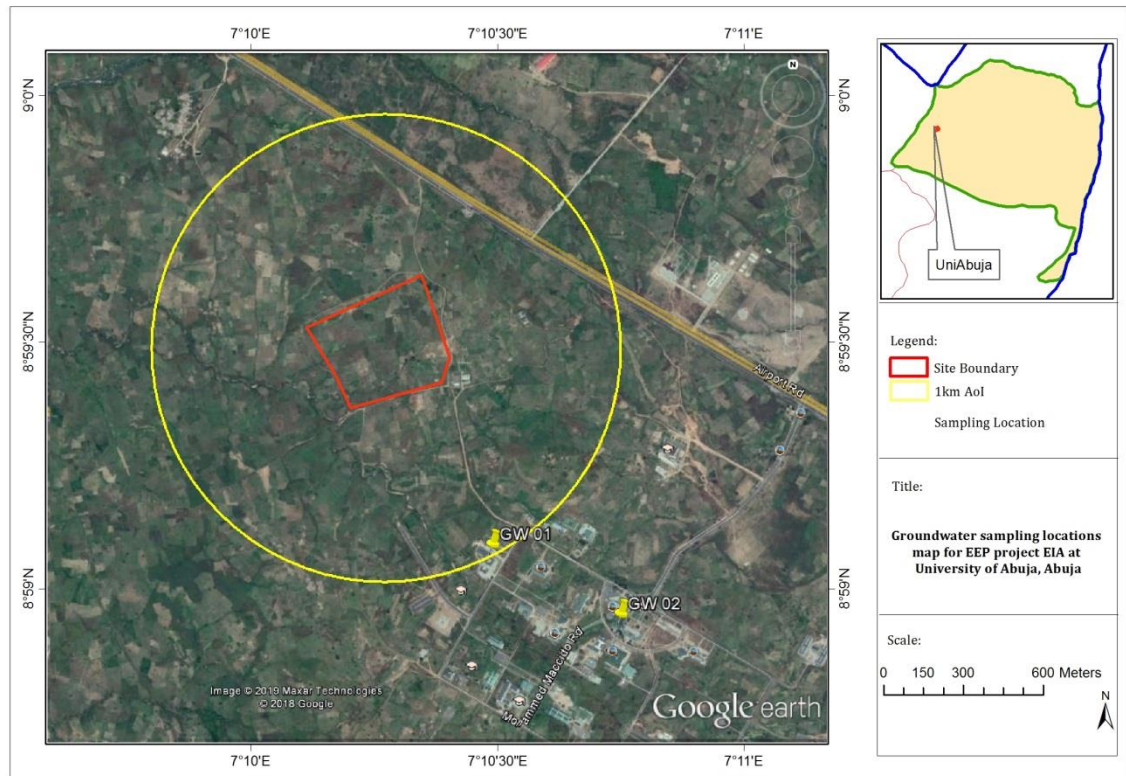 7°10'E
7°10'30"E
7°11'E
9°0'N
9°0'N
8°59'30"N
8°59'30"N
8°59'N
8°59'N
N
Airport Rd
GW 01
GW 02
Mohammed Maccido Rd
Image © 2019 Maxar Technologies
© 2018 Google
Google earth
7°10'E
7°10'30"E
7°11'E
UniAbuja
Legend:
Site Boundary
1km AoI
Sampling Location
Title:
Groundwater sampling locations
map for EEP project EIA at
University of Abuja, Abuja
Scale:
0 150 300 600 Meters
N